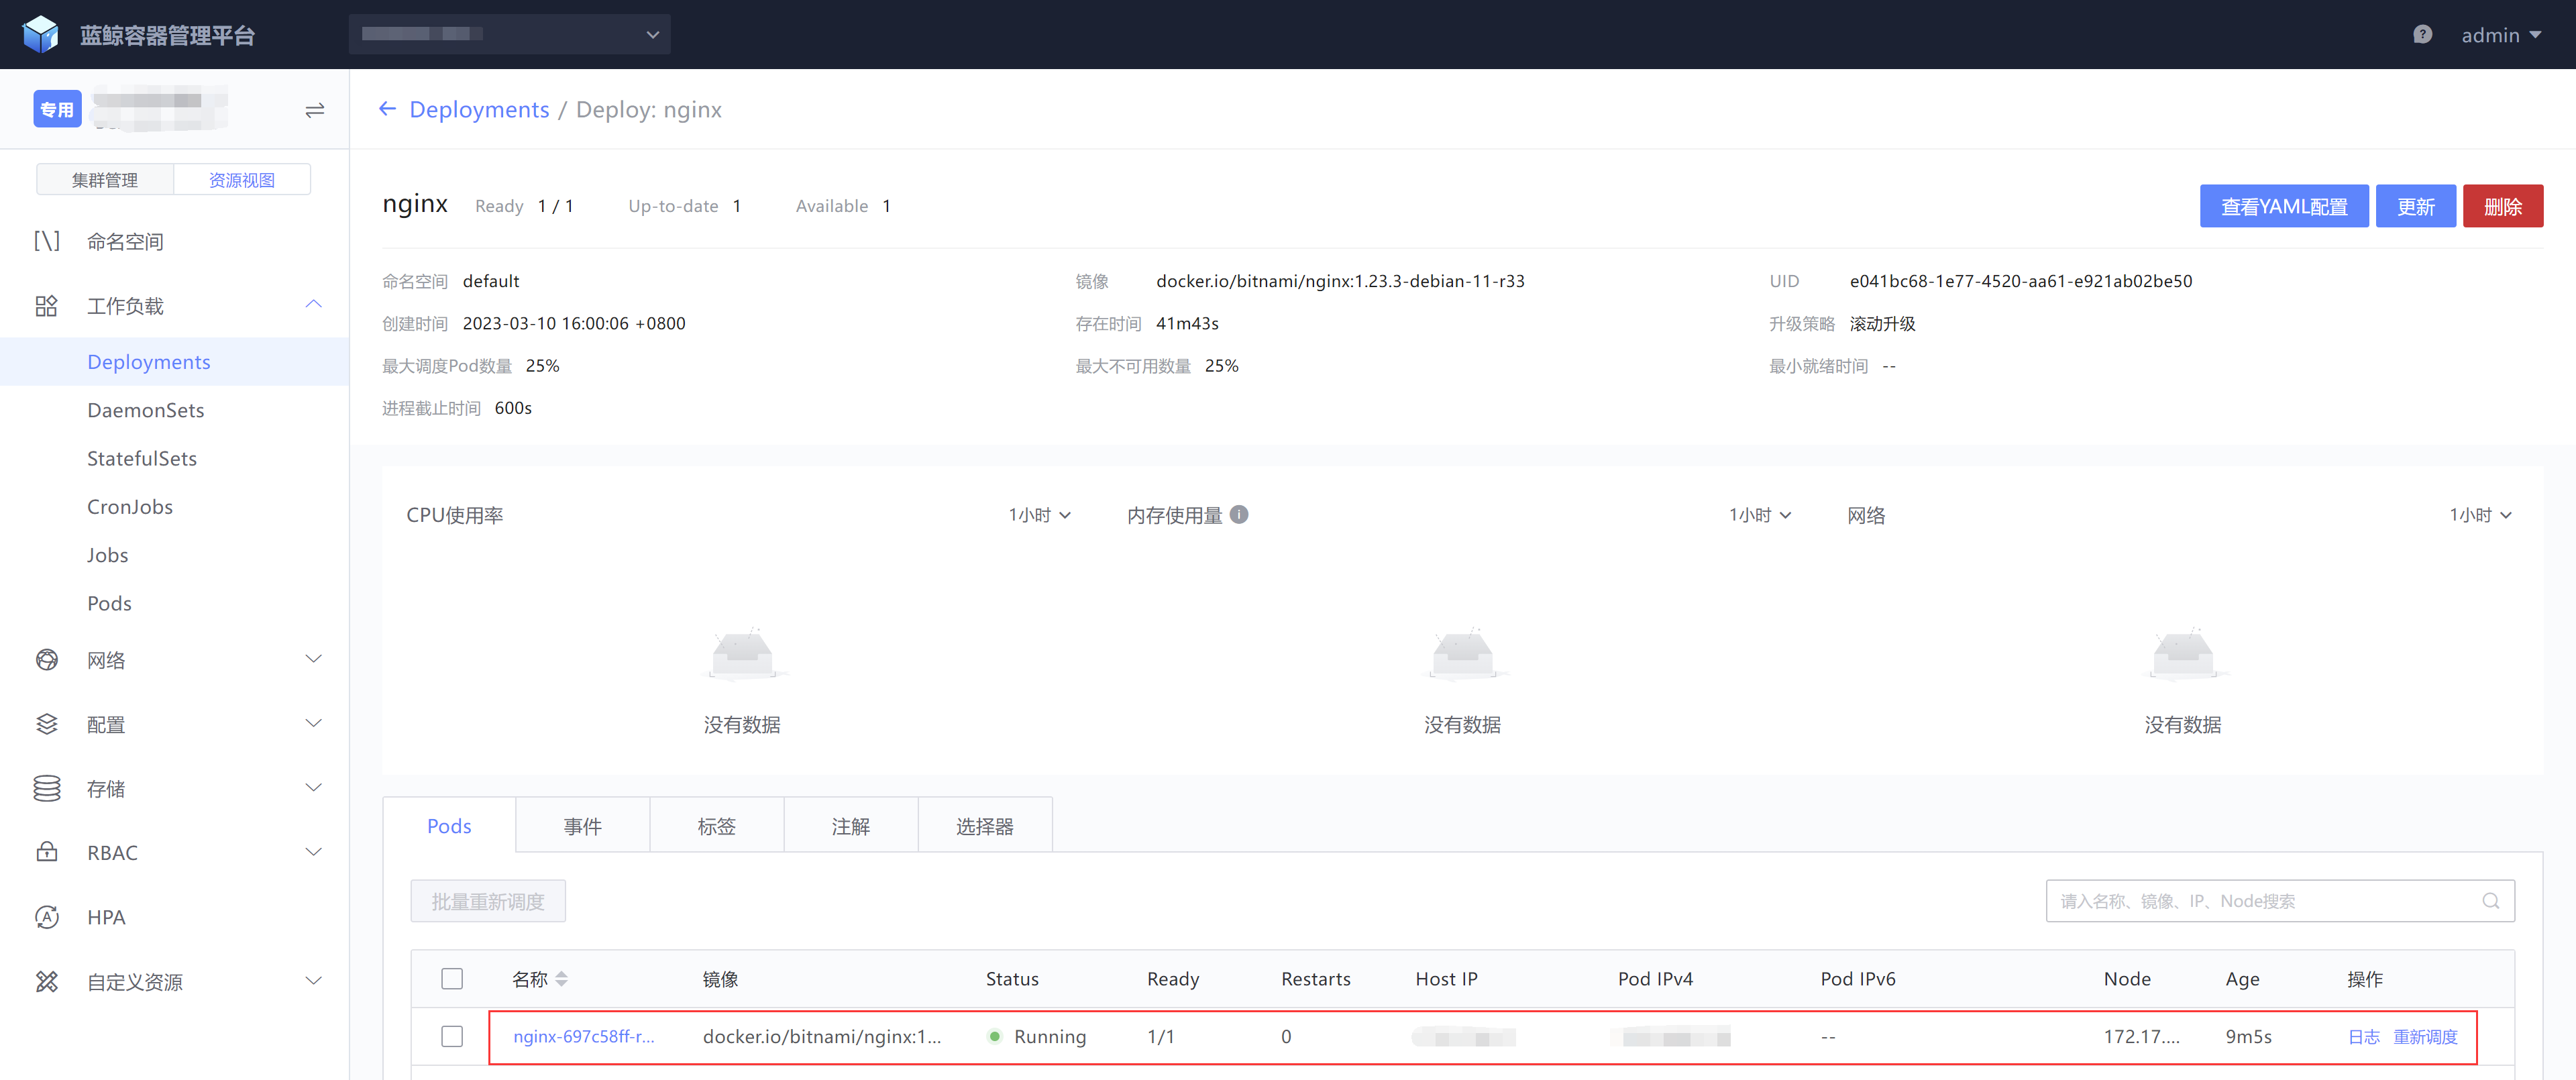 蓝鲸容器管理平台
admin
专用
Deployments / Deploy: nginx
集群管理 资源视图
命名空间
工作负载
Deployments
DaemonSets
StatefulSets
CronJobs
Jobs
Pods
网络
配置
存储
RBAC
HPA
自定义资源
nginx Ready 1 / 1 Up-to-date 1 Available 1
查看YAML配置 更新 删除
命名空间 default 镜像 docker.io/bitnami/nginx:1.23.3-debian-11-r33 UID e041bc68-1e77-4520-aa61-e921ab02be50
创建时间 2023-03-10 16:00:06 +0800 存在时间 41m43s 升级策略 滚动升级
最大调度Pod数量 25% 最大不可用数量 25% 最小就绪时间 --
进程截止时间 600s
CPU使用率 1小时 内存使用量 1小时 网络 1小时
没有数据 没有数据 没有数据
Pods 事件 标签 注解 选择器
批量重新调度 请入名称、镜像、IP、Node搜索
名称 镜像 Status Ready Restarts Host IP Pod IPv4 Pod IPv6 Node Age 操作
nginx-697c58ff-r... docker.io/bitnami/nginx:1... Running 1/1 0 -- 172.17.... 9m5s 日志 重新调度